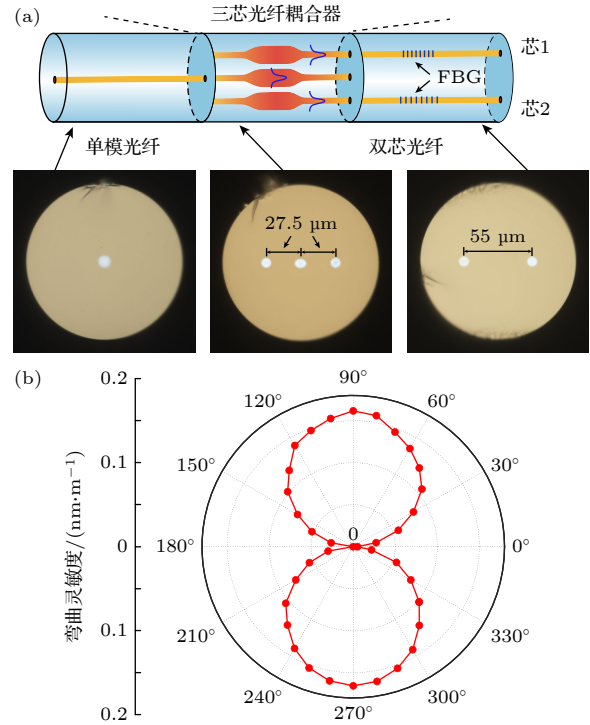 (a)
三芯光纤耦合器
芯1
FBG
芯2
单模光纤
双芯光纤
27.5 µm
55 µm
(b)
弯曲灵敏度/(nm·m⁻¹)
0.2
0.1
0
0.1
0.2
90°
120°
60°
150°
30°
180°
0
0°
210°
330°
240°
300°
270°